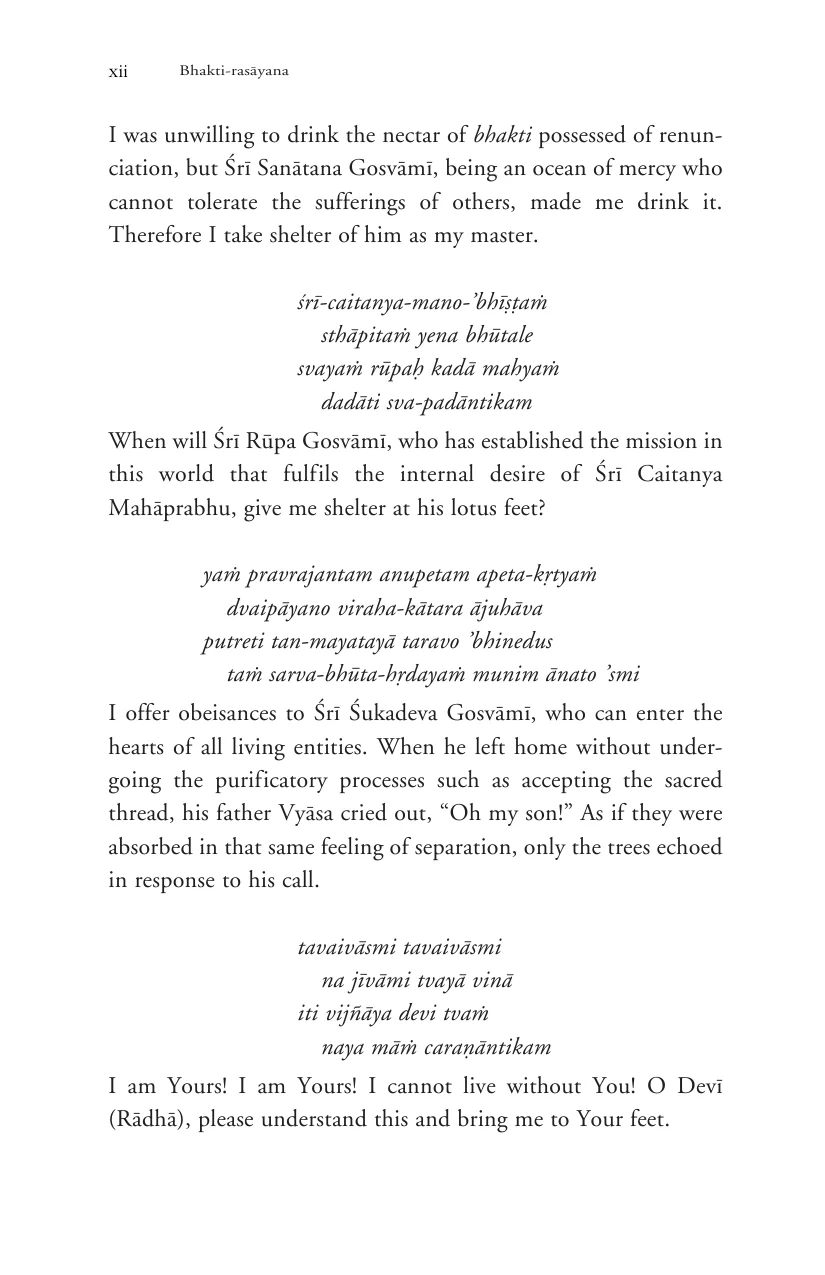 xii Bhakti-rasāyana
I was unwilling to drink the nectar of bhakti possessed of renun-
ciation, but Śrī Sanātana Gosvāmī, being an ocean of mercy who
cannot tolerate the sufferings of others, made me drink it.
Therefore I take shelter of him as my master.
śrī-caitanya-mano-’bhīṣṭaṁ
sthāpitaṁ yena bhūtale
svayaṁ rūpaḥ kadā mahyaṁ
dadāti sva-padāntikam
When will Śrī Rūpa Gosvāmī, who has established the mission in
this world that fulfils the internal desire of Śrī Caitanya
Mahāprabhu, give me shelter at his lotus feet?
yaṁ pravrajantam anupetam apeta-kṛtyaṁ
dvaipāyano viraha-kātara ājuhāva
putreti tan-mayatayā taravo ’bhinedus
taṁ sarva-bhūta-hṛdayaṁ munim ānato ’smi
I offer obeisances to Śrī Śukadeva Gosvāmī, who can enter the
hearts of all living entities. When he left home without under-
going the purificatory processes such as accepting the sacred
thread, his father Vyāsa cried out, “Oh my son!” As if they were
absorbed in that same feeling of separation, only the trees echoed
in response to his call.
tavaivāsmi tavaivāsmi
na jīvāmi tvayā vinā
iti vijñāya devi tvaṁ
naya māṁ caraṇāntikam
I am Yours! I am Yours! I cannot live without You! O Devī
(Rādhā), please understand this and bring me to Your feet.